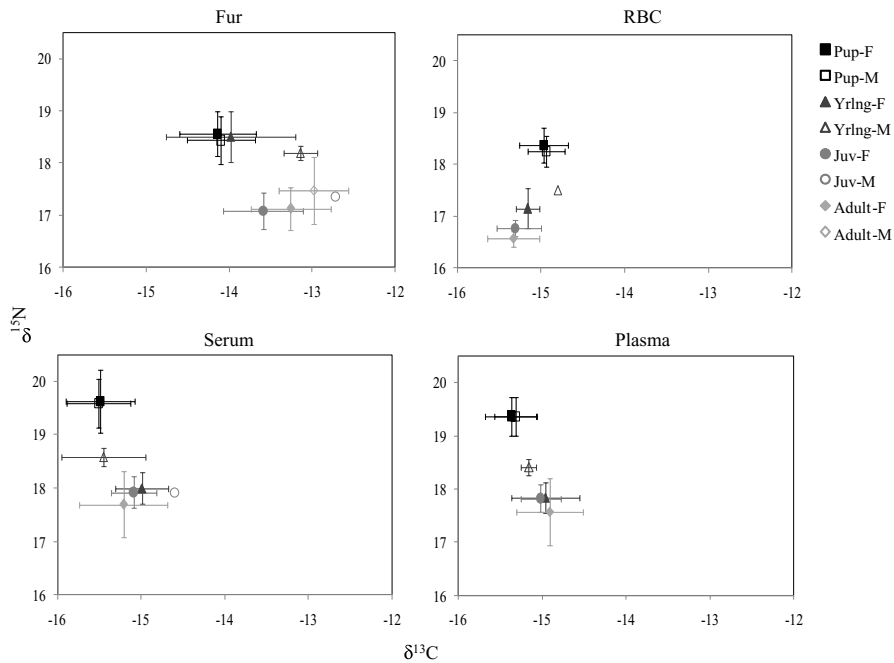 Fur
RBC
20
19
18
17
16
-16
-15
-14
-13
-12
20
19
18
17
16
-16
-15
-14
-13
-12
Pup-F
Pup-M
Yrlng-F
Yrlng-M
Juv-F
Juv-M
Adult-F
Adult-M
δ15N
Serum
Plasma
20
19
18
17
16
-16
-15
-14
-13
-12
20
19
18
17
16
-16
-15
-14
-13
-12
δ13C